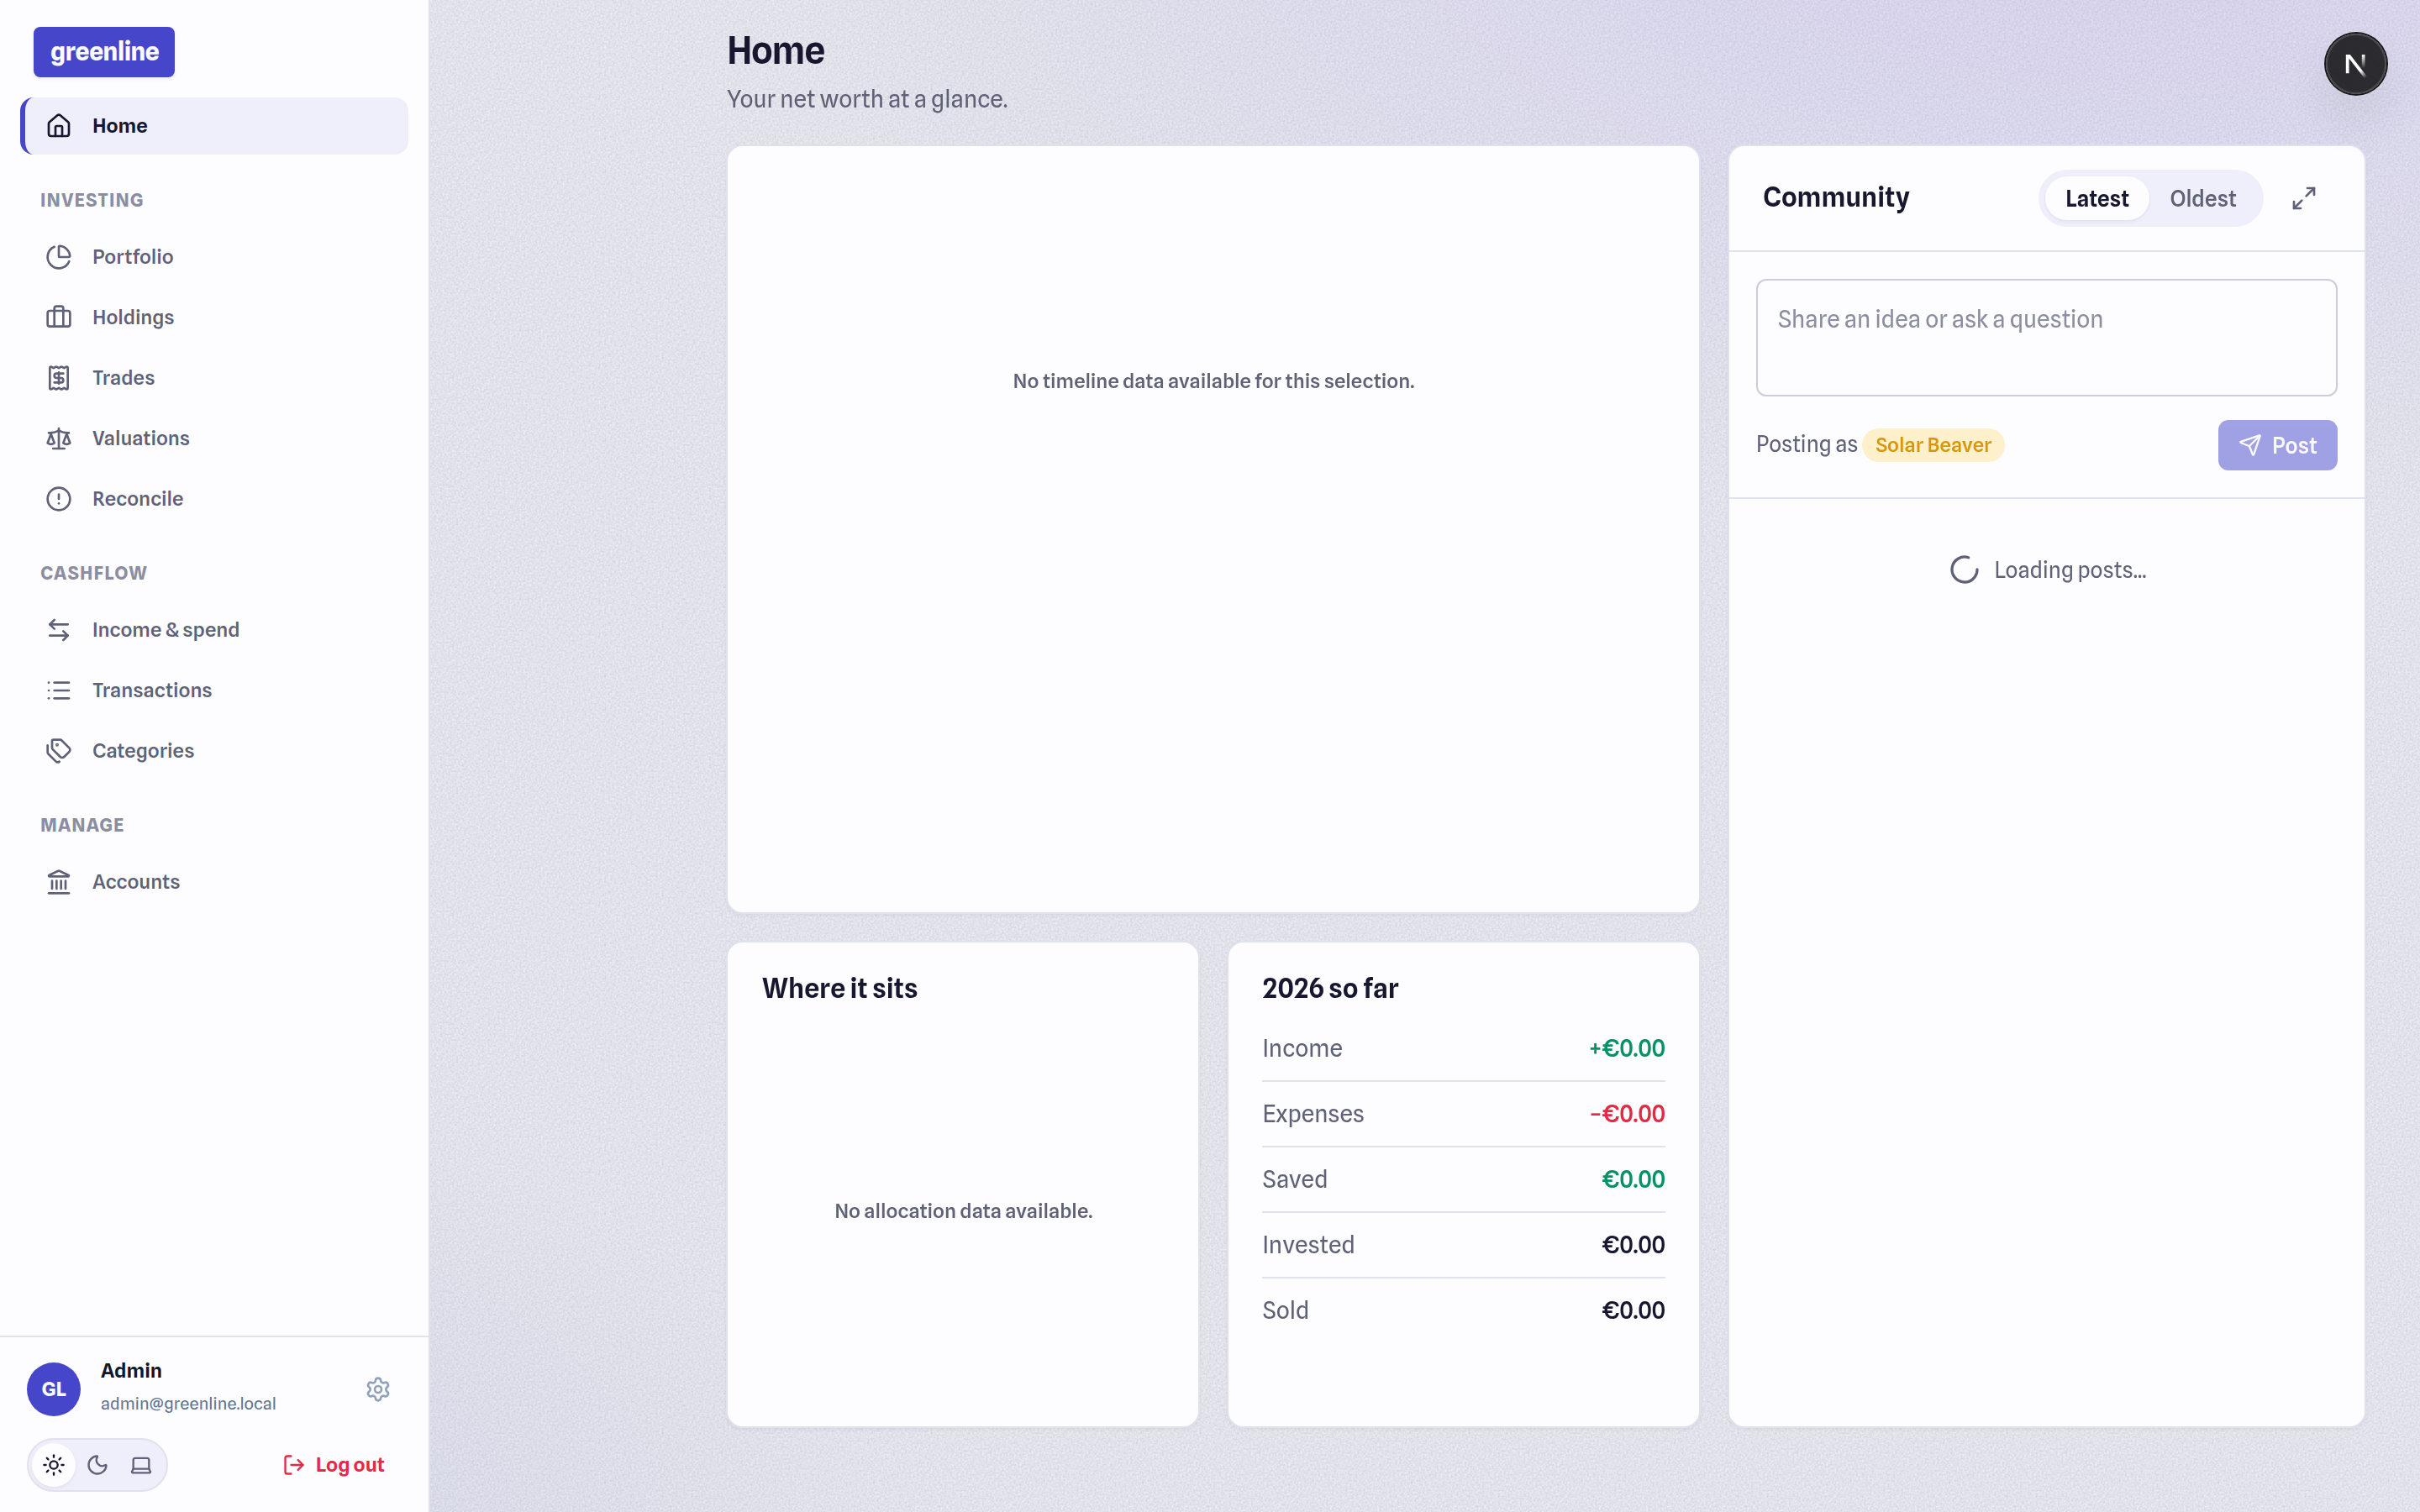 greenline
Home
INVESTING
Portfolio
Holdings
Trades
Valuations
Reconcile
CASHFLOW
Income & spend
Transactions
Categories
MANAGE
Accounts
GL
Admin
admin@greenline.local
Log out
Home
Your net worth at a glance.
N
No timeline data available for this selection.
Where it sits
No allocation data available.
2026 so far
Income +€0.00
Expenses −€0.00
Saved €0.00
Invested €0.00
Sold €0.00
Community
Latest Oldest
Share an idea or ask a question
Posting as Solar Beaver
Post
Loading posts...